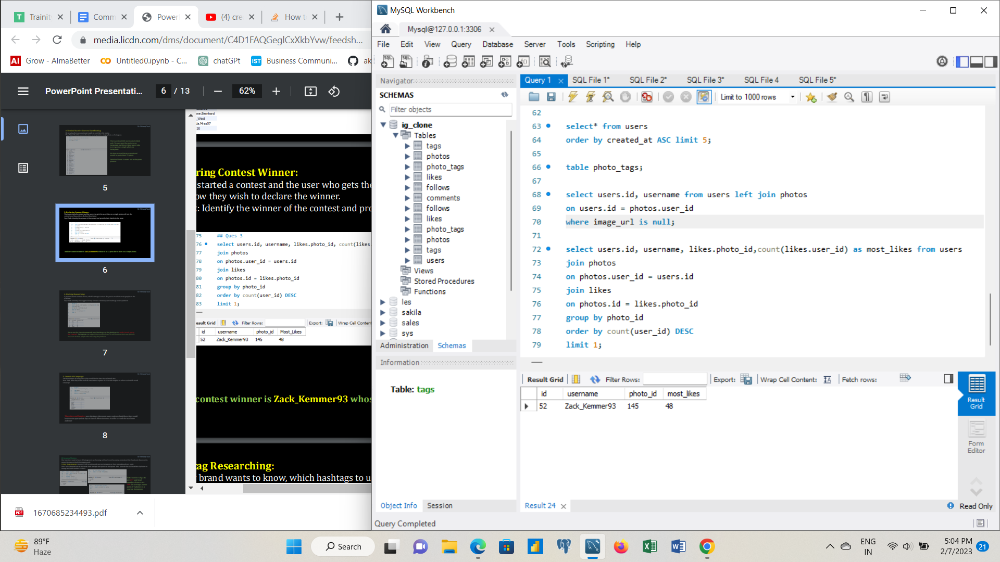 Trainit
Comm
Power
(4) cre
How t
media.licdn.com/dms/document/C4D1FAQGeglCxXkbYvw/feedsh...
Grow - AlmaBetter
Untitled0.ipynb - C...
chatGPt
Business Communi...
ak
PowerPoint Presentati...
6 / 13
62%
5
6
7
8
me.Bernhard
_West
la.Mraz57
20
ring Contest Winner:
started a contest and the user who gets the
ow they wish to declare the winner.
t: Identify the winner of the contest and pro
75 ## Ques 3
76 select users.id, username, likes.photo_id, count(likes.
77 join photos
78 on photos.user_id = users.id
79 join likes
80 on photos.id = likes.photo_id
81 group by photo_id
82 order by count(user_id) DESC
83 limit 1;
esult Grid Filter Rows: Export: Wrap Cell Content
id username photo_id Most_Likes
52 Zack_Kemmer93 145 48
contest winner is Zack_Kemmer93 whos
ag Researching:
brand wants to know, which hashtags to u
1670685234493.pdf
MySQL Workbench
Mysql@127.0.0.1:3306
File Edit View Query Database Server Tools Scripting Help
Navigator
SCHEMAS
Filter objects
ig_clone
Tables
tags
photos
photo_tags
likes
follows
comments
follows
likes
photo_tags
photos
tags
users
Views
Stored Procedures
Functions
les
sakila
sales
sys
Administration Schemas
Information
Table: tags
Object Info Session
Query Completed
Query 1 SQL File 1* SQL File 2* SQL File 3* SQL File 4 SQL File 5*
Limit to 1000 rows
62
63 select* from users
64 order by created_at ASC limit 5;
65
66 table photo_tags;
67
68 select users.id, username from users left join photos
69 on users.id = photos.user_id
70 where image_url is null;
71
72 select users.id, username, likes.photo_id,count(likes.user_id) as most_likes from users
73 join photos
74 on photos.user_id = users.id
75 join likes
76 on photos.id = likes.photo_id
77 group by photo_id
78 order by count(user_id) DESC
79 limit 1;
Result Grid Filter Rows: Export: Wrap Cell Content: Fetch rows:
id username photo_id most_likes
52 Zack_Kemmer93 145 48
Result Grid
Form Editor
Result 24
Read Only
89°F
Haze
Search
ENG
IN
5:04 PM
2/7/2023
21